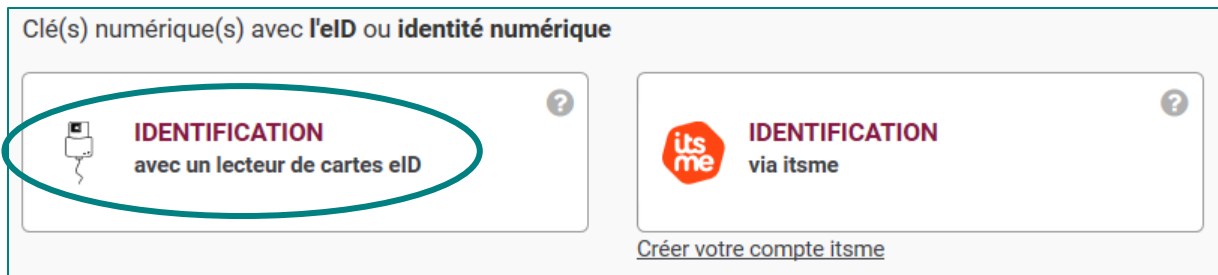 Clé(s) numérique(s) avec l'eID ou identité numérique
?
IDENTIFICATION
avec un lecteur de cartes eID
?
its
me
IDENTIFICATION
via itsme
Créer votre compte itsme